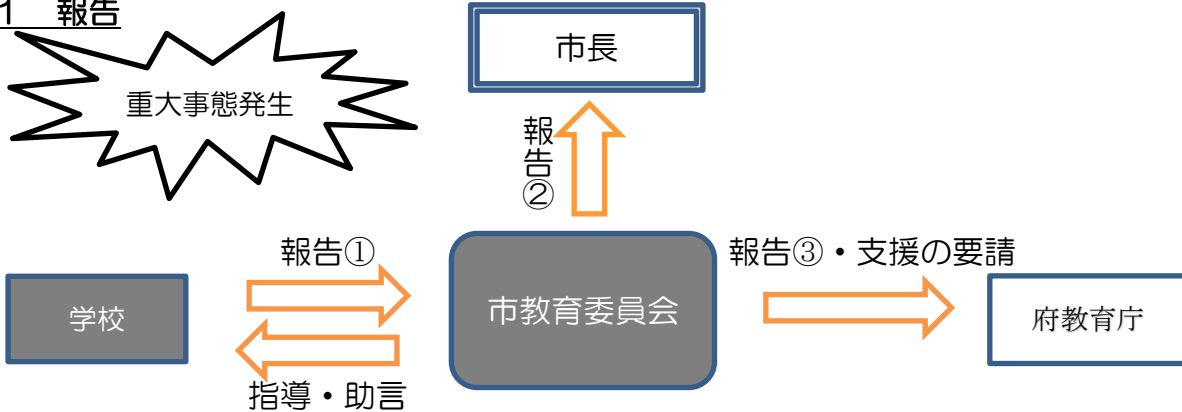 1 報告
市長
重大事態発生
報告②
報告①
報告③・支援の要請
学校
市教育委員会
府教育庁
指導・助言